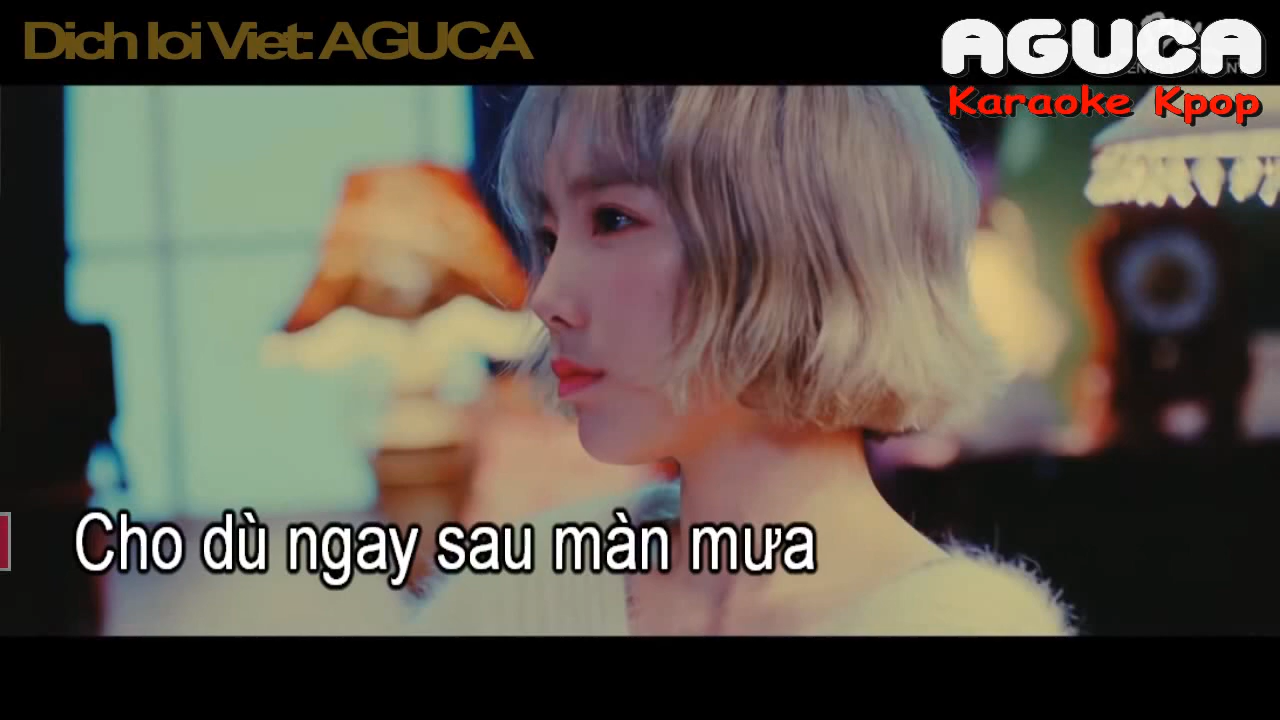 Dich loi Viet: AGUCA
AGUCA
Karaoke Kpop
Cho dù ngay sau màn mưa